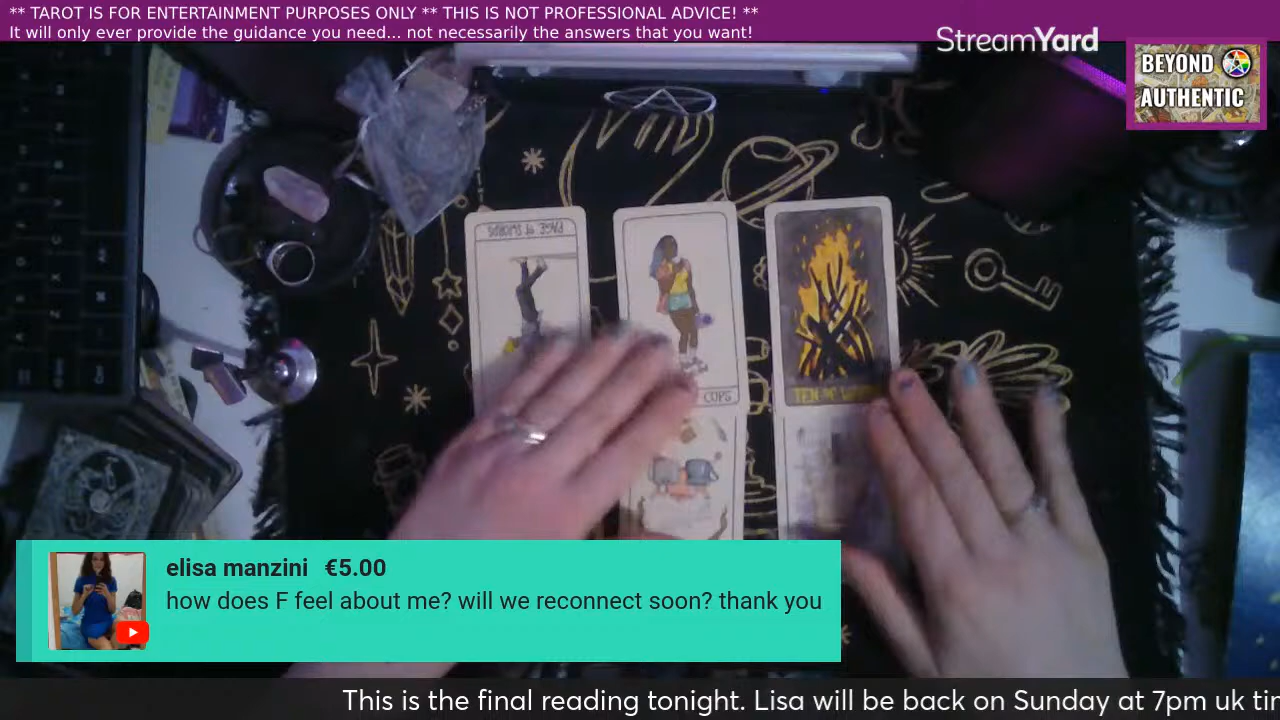 ** TAROT IS FOR ENTERTAINMENT PURPOSES ONLY ** THIS IS NOT PROFESSIONAL ADVICE! **
It will only ever provide the guidance you need... not necessarily the answers that you want!
StreamYard
BEYOND
AUTHENTIC
PAGE OF SWORDS
CUPS
TEN OF
elisa manzini €5.00
how does F feel about me? will we reconnect soon? thank you
This is the final reading tonight. Lisa will be back on Sunday at 7pm uk